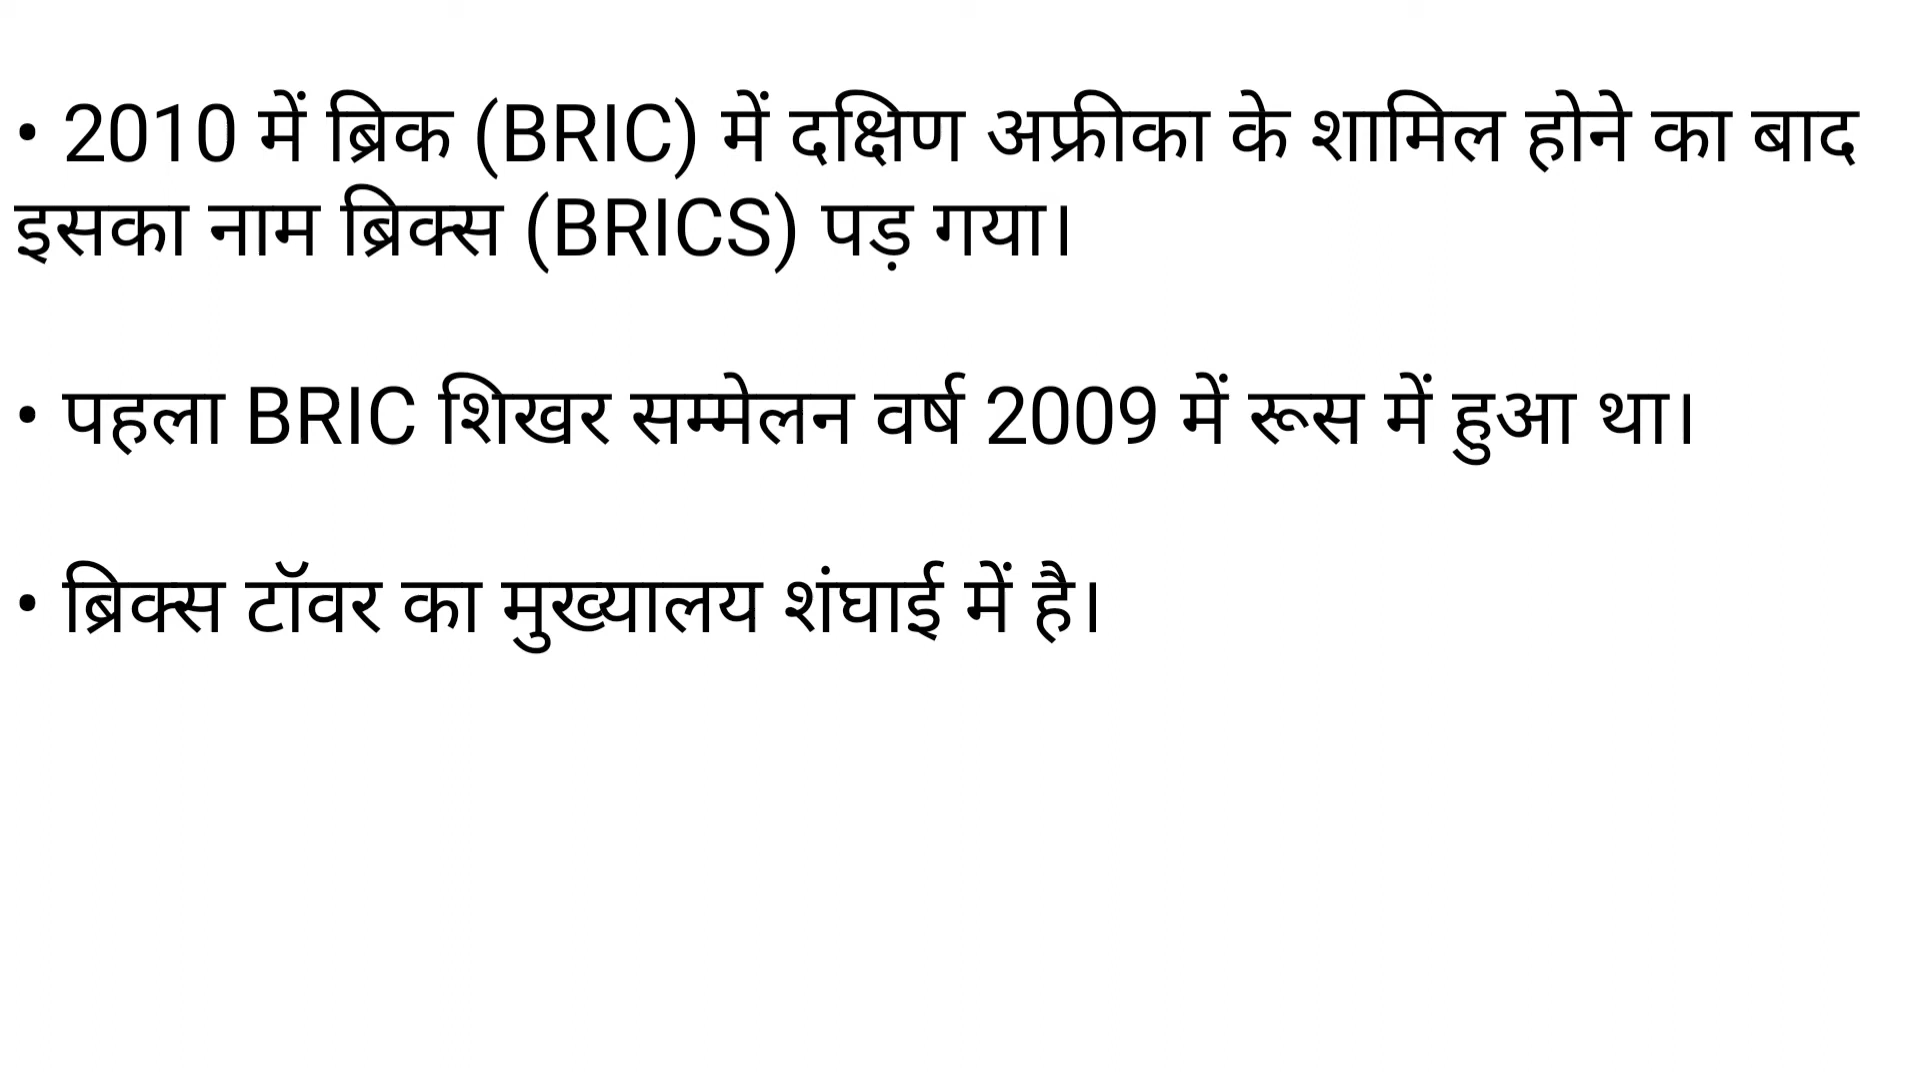 • 2010 में ब्रिक (BRIC) में दक्षिण अफ्रीका के शामिल होने का बाद
इसका नाम ब्रिक्स (BRICS) पड़ गया।
• पहला BRIC शिखर सम्मेलन वर्ष 2009 में रूस में हुआ था।
• ब्रिक्स टॉवर का मुख्यालय शंघाई में है।